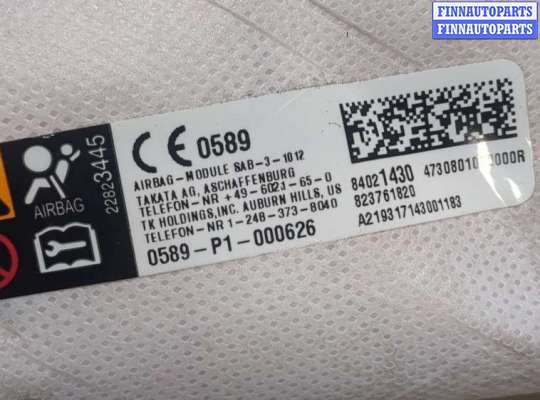 FINNAUTOPARTS
FINNAUTOPARTS
AIRBAG
22823445
CE 0589
AIRBAG-MODULE SAB-3-1012
TAKATA AG, ASCHAFFENBURG
TELEFON-NR +49-6021-65-0
TK HOLDINGS,INC. AUBURN HILLS, US
TELEFON-NR 1-248-373-8040
0589-P1-000626
84021430
823761820
A219317143001183